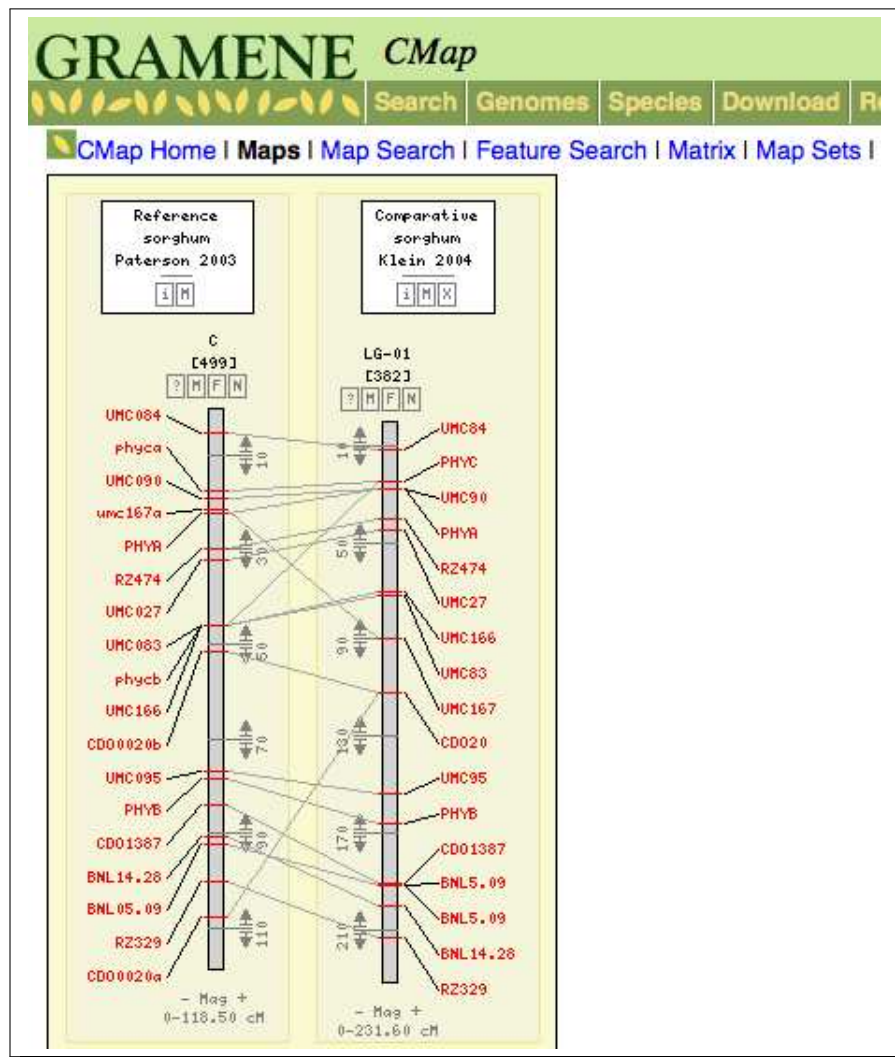 GRAMENE CMap
Search Genomes Species Download
CMap Home | Maps | Map Search | Feature Search | Matrix | Map Sets |
Reference
sorghum
Paterson 2003
i M
Comparative
sorghum
Klein 2004
i M X
C
[499]
? M F N
LG-01
[382]
? M F N
UMC084
phyca
UMC090
umc167a
PHYA
RZ474
UMC027
UMC083
phycb
UMC166
CDO0020b
UMC095
PHYB
CDO1387
BNL14.28
BNL05.09
RZ329
CDO0020a
10
30
50
70
90
110
10
50
90
130
170
210
UMC84
PHYC
UMC90
PHYA
RZ474
UMC27
UMC166
UMC83
UMC167
CDO20
UMC95
PHYB
CDO1387
BNL5.09
BNL5.09
BNL14.28
RZ329
- Mag +
0-118.50 cM
- Mag +
0-231.60 cM